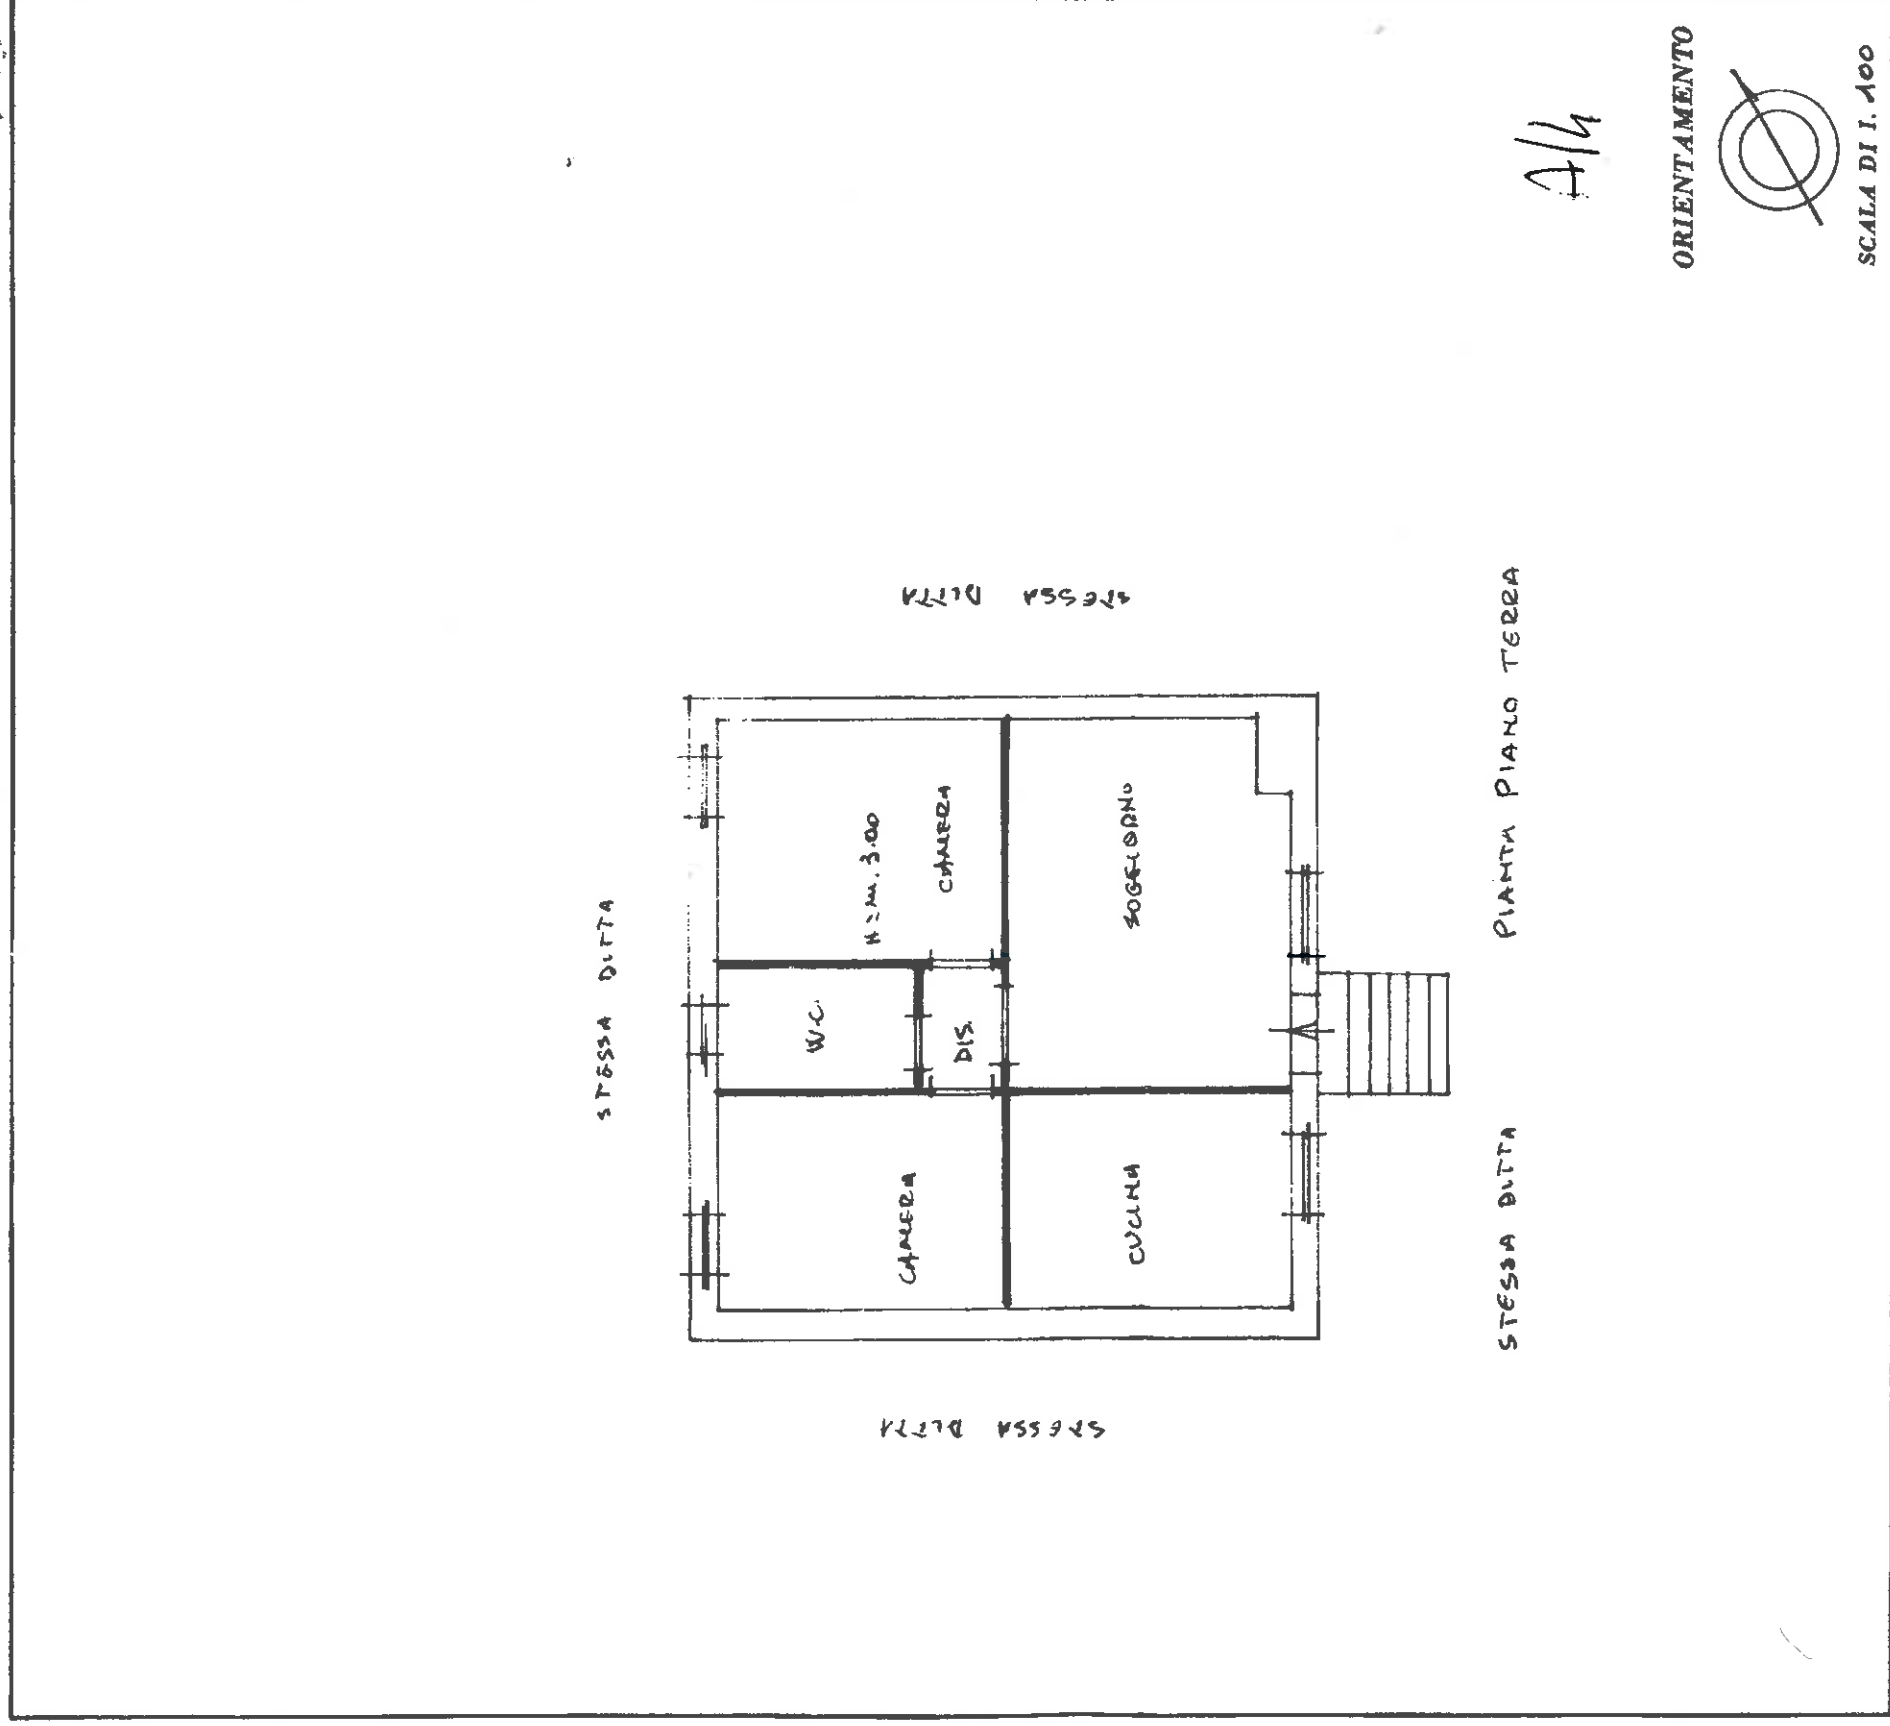 STESSA DITTA
STESSA DITTA
H = m. 3.00
CAMERA
W.C.
DIS.
CAMERA
SOGGIORNO
CUCINA
STESSA DITTA
STESSA DITTA
PIANTA PIANO TERRA
A/4
ORIENTAMENTO
SCALA DI 1. 100